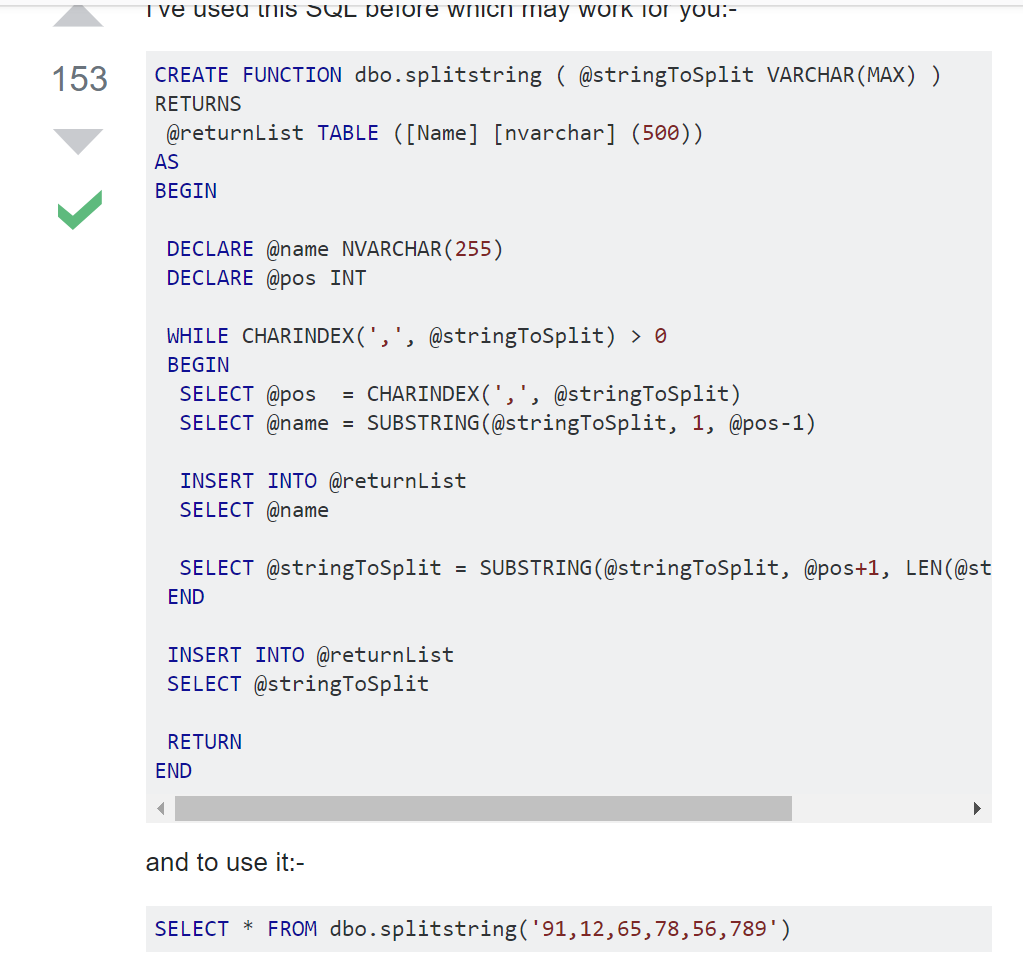 I've used this SQL before which may work for you:-
153
CREATE FUNCTION dbo.splitstring ( @stringToSplit VARCHAR(MAX) )
RETURNS
 @returnList TABLE ([Name] [nvarchar] (500))
AS
BEGIN

 DECLARE @name NVARCHAR(255)
 DECLARE @pos INT

 WHILE CHARINDEX(',', @stringToSplit) > 0
 BEGIN
  SELECT @pos  = CHARINDEX(',', @stringToSplit)
  SELECT @name = SUBSTRING(@stringToSplit, 1, @pos-1)

  INSERT INTO @returnList
  SELECT @name

  SELECT @stringToSplit = SUBSTRING(@stringToSplit, @pos+1, LEN(@st
 END

 INSERT INTO @returnList
 SELECT @stringToSplit

 RETURN
END
and to use it:-
SELECT * FROM dbo.splitstring('91,12,65,78,56,789')